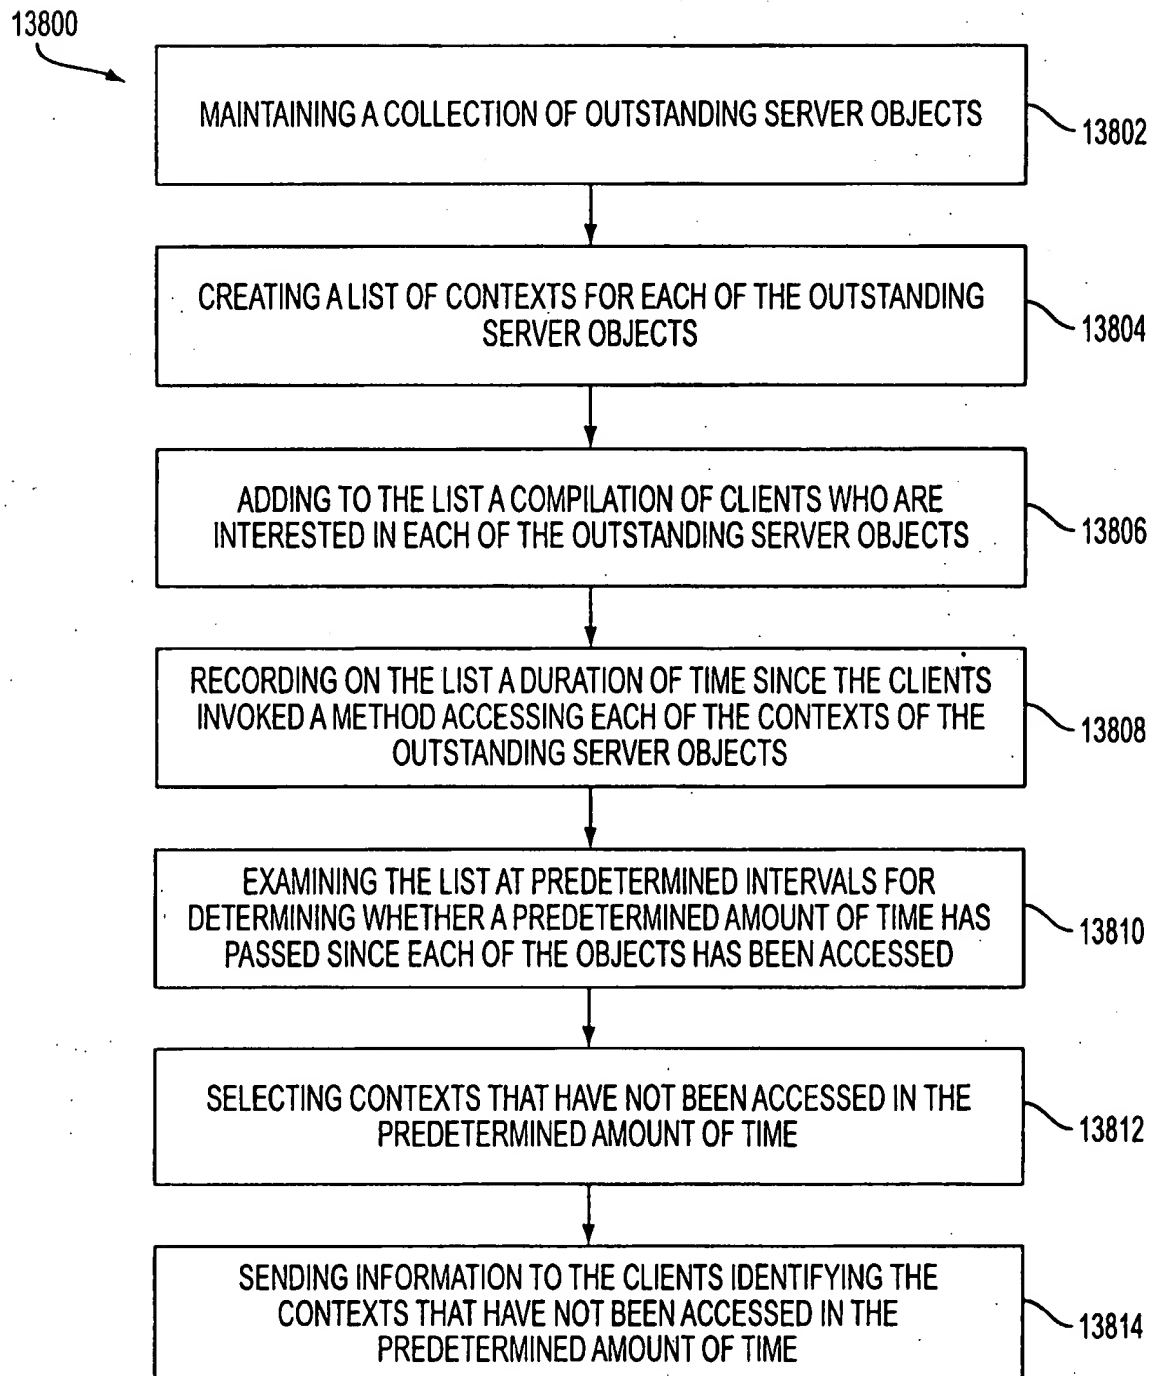 13800
MAINTAINING A COLLECTION OF OUTSTANDING SERVER OBJECTS
13802
CREATING A LIST OF CONTEXTS FOR EACH OF THE OUTSTANDING
SERVER OBJECTS
13804
ADDING TO THE LIST A COMPILATION OF CLIENTS WHO ARE
INTERESTED IN EACH OF THE OUTSTANDING SERVER OBJECTS
13806
RECORDING ON THE LIST A DURATION OF TIME SINCE THE CLIENTS
INVOKED A METHOD ACCESSING EACH OF THE CONTEXTS OF THE
OUTSTANDING SERVER OBJECTS
13808
EXAMINING THE LIST AT PREDETERMINED INTERVALS FOR
DETERMINING WHETHER A PREDETERMINED AMOUNT OF TIME HAS
PASSED SINCE EACH OF THE OBJECTS HAS BEEN ACCESSED
13810
SELECTING CONTEXTS THAT HAVE NOT BEEN ACCESSED IN THE
PREDETERMINED AMOUNT OF TIME
13812
SENDING INFORMATION TO THE CLIENTS IDENTIFYING THE
CONTEXTS THAT HAVE NOT BEEN ACCESSED IN THE
PREDETERMINED AMOUNT OF TIME
13814